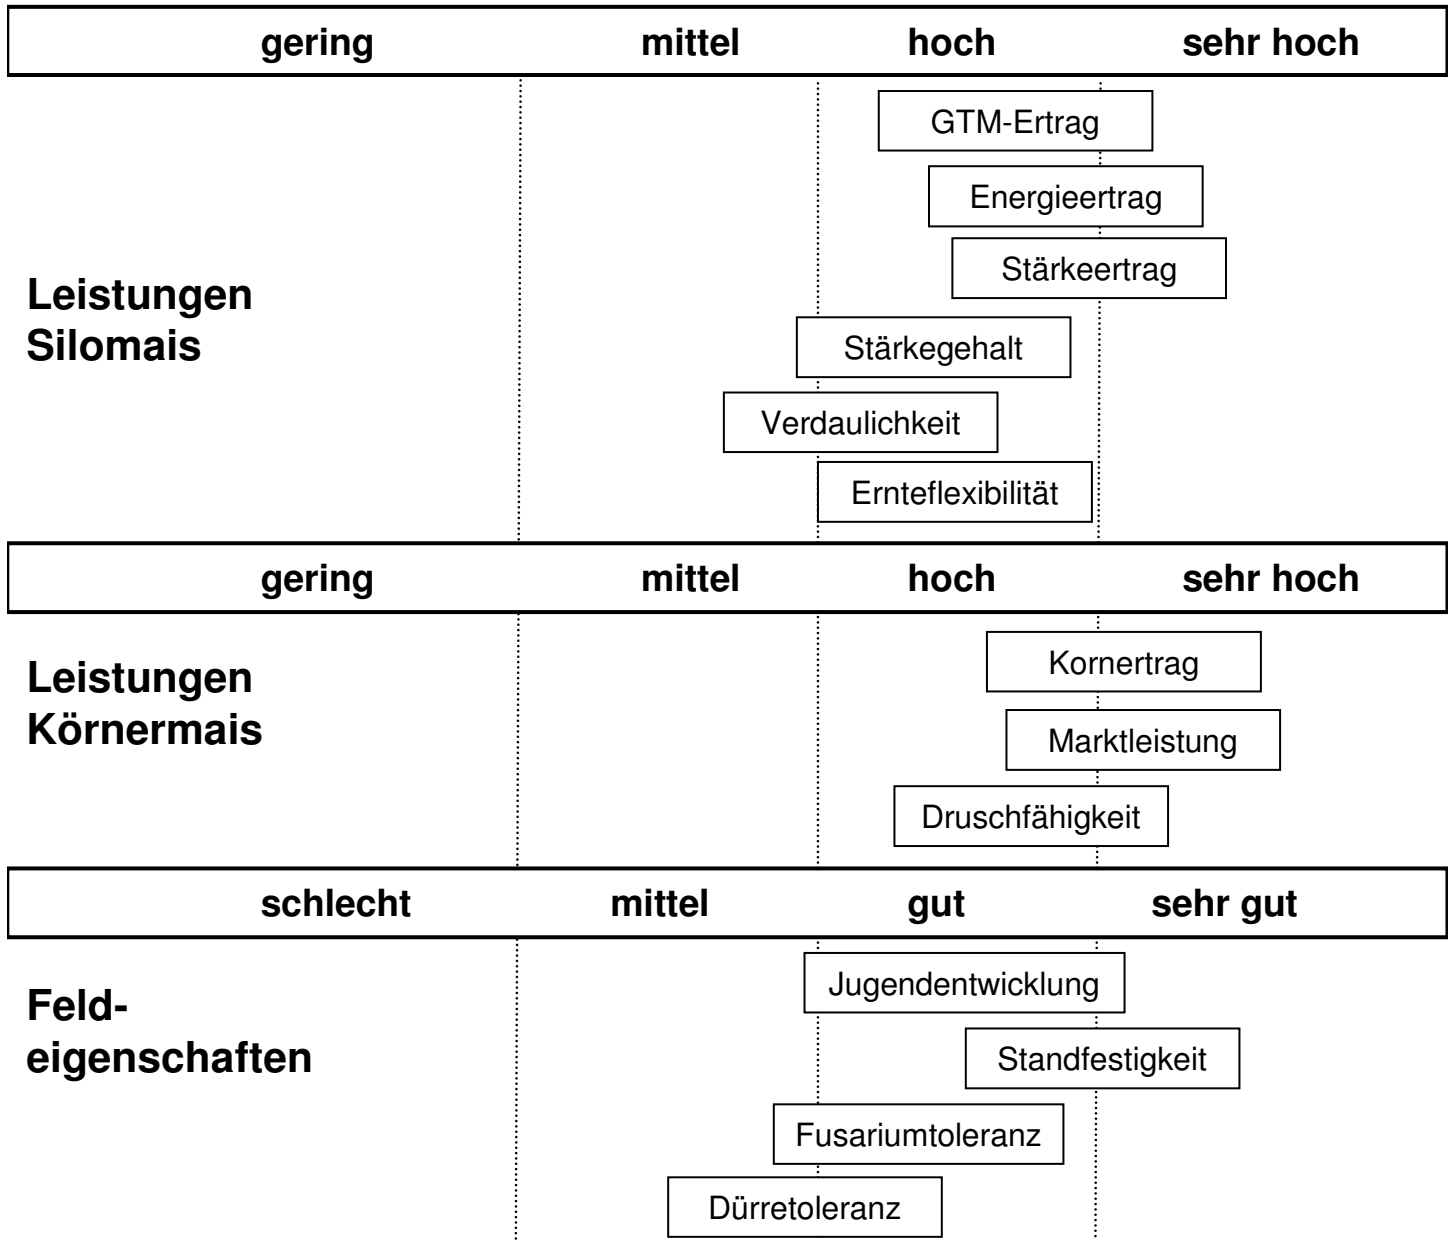 gering mittel hoch sehr hoch
GTM-Ertrag
Energieertrag
Stärkeertrag
Leistungen
Silomais
Stärkegehalt
Verdaulichkeit
Ernteflexibilität
gering mittel hoch sehr hoch
Kornertrag
Leistungen
Körnermais
Marktleistung
Druschfähigkeit
schlecht mittel gut sehr gut
Jugendentwicklung
Feld-
eigenschaften
Standfestigkeit
Fusariumtoleranz
Dürretoleranz